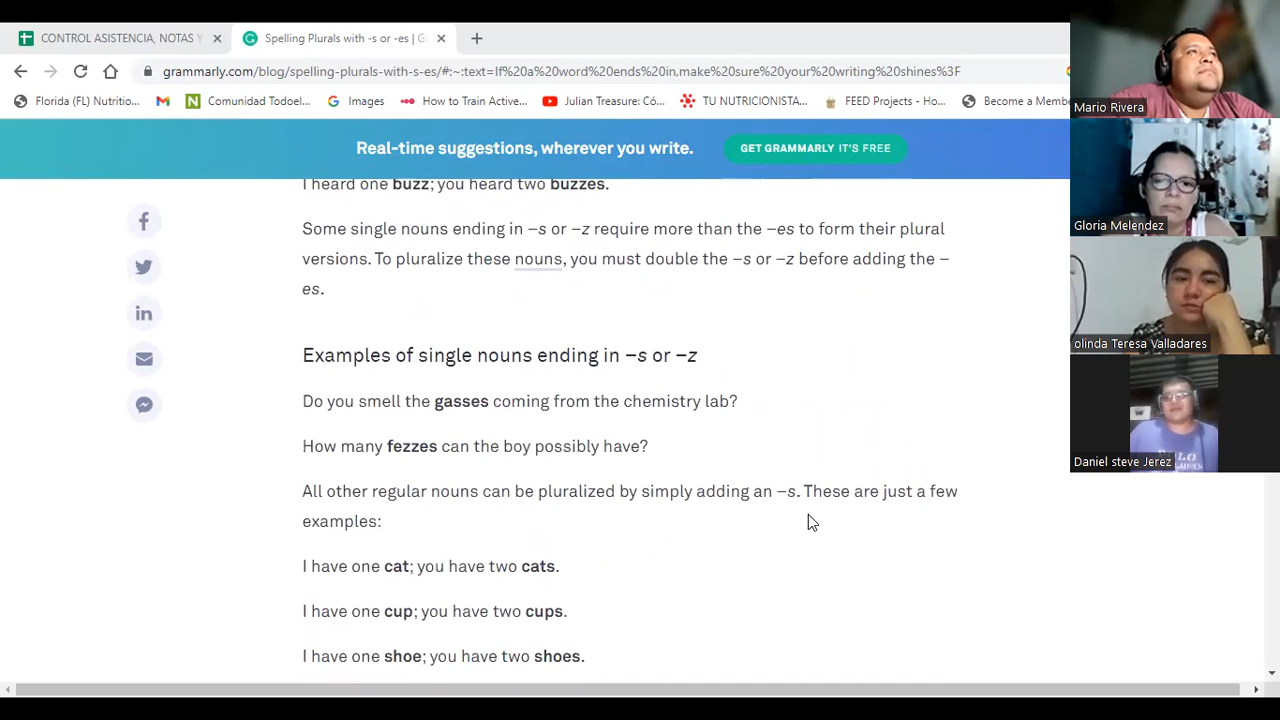 CONTROL ASISTENCIA, NOTAS Y
Spelling Plurals with -s or -es | G
grammarly.com/blog/spelling-plurals-with-s-es/#:~:text=If%20a%20word%20ends%20in,make%20sure%20your%20writing%20shines%3F
Florida (FL) Nutritio...
Comunidad Todoel...
Images
How to Train Active...
Julian Treasure: Có...
TU NUTRICIONISTA...
FEED Projects - Ho...
Become a Membe
Real-time suggestions, wherever you write.
GET GRAMMARLY IT'S FREE
I heard one buzz; you heard two buzzes.
Some single nouns ending in –s or –z require more than the –es to form their plural
versions. To pluralize these nouns, you must double the –s or –z before adding the –
es.
Examples of single nouns ending in –s or –z
Do you smell the gasses coming from the chemistry lab?
How many fezzes can the boy possibly have?
All other regular nouns can be pluralized by simply adding an –s. These are just a few
examples:
I have one cat; you have two cats.
I have one cup; you have two cups.
I have one shoe; you have two shoes.
Mario Rivera
Gloria Melendez
olinda Teresa Valladares
Daniel steve Jerez